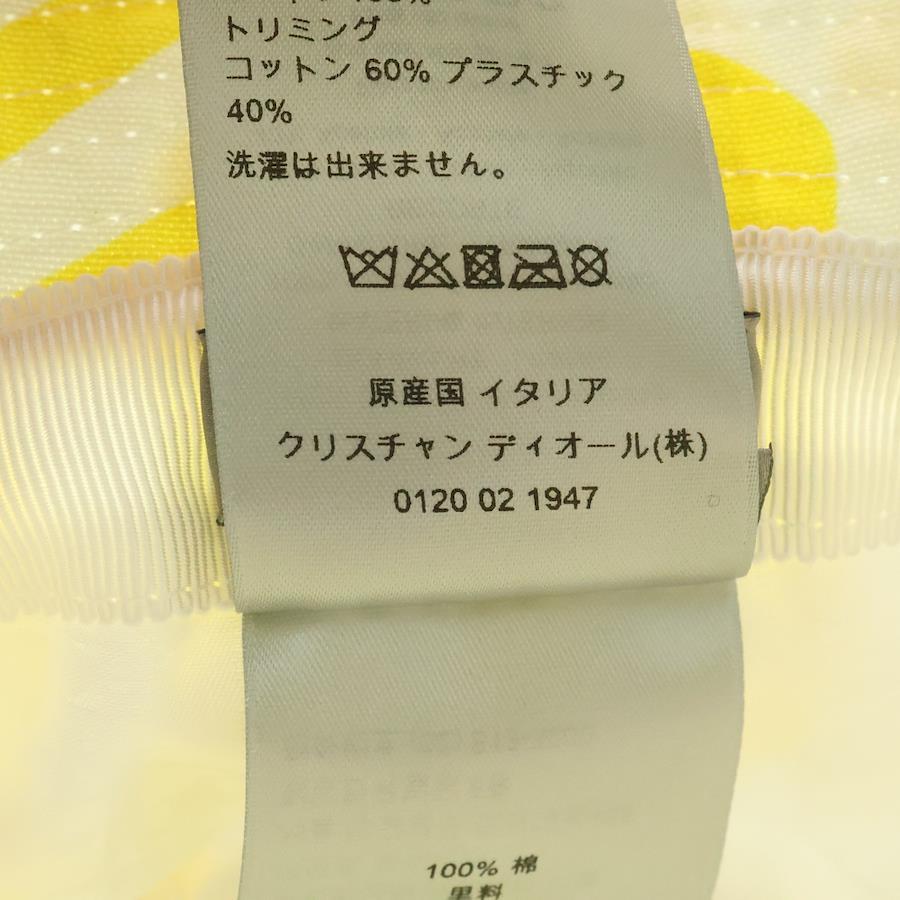 トリミング
コットン 60% プラスチック
40%
洗濯は出来ません。
原産国 イタリア
クリスチャン ディオール(株)
0120 02 1947
100% 棉